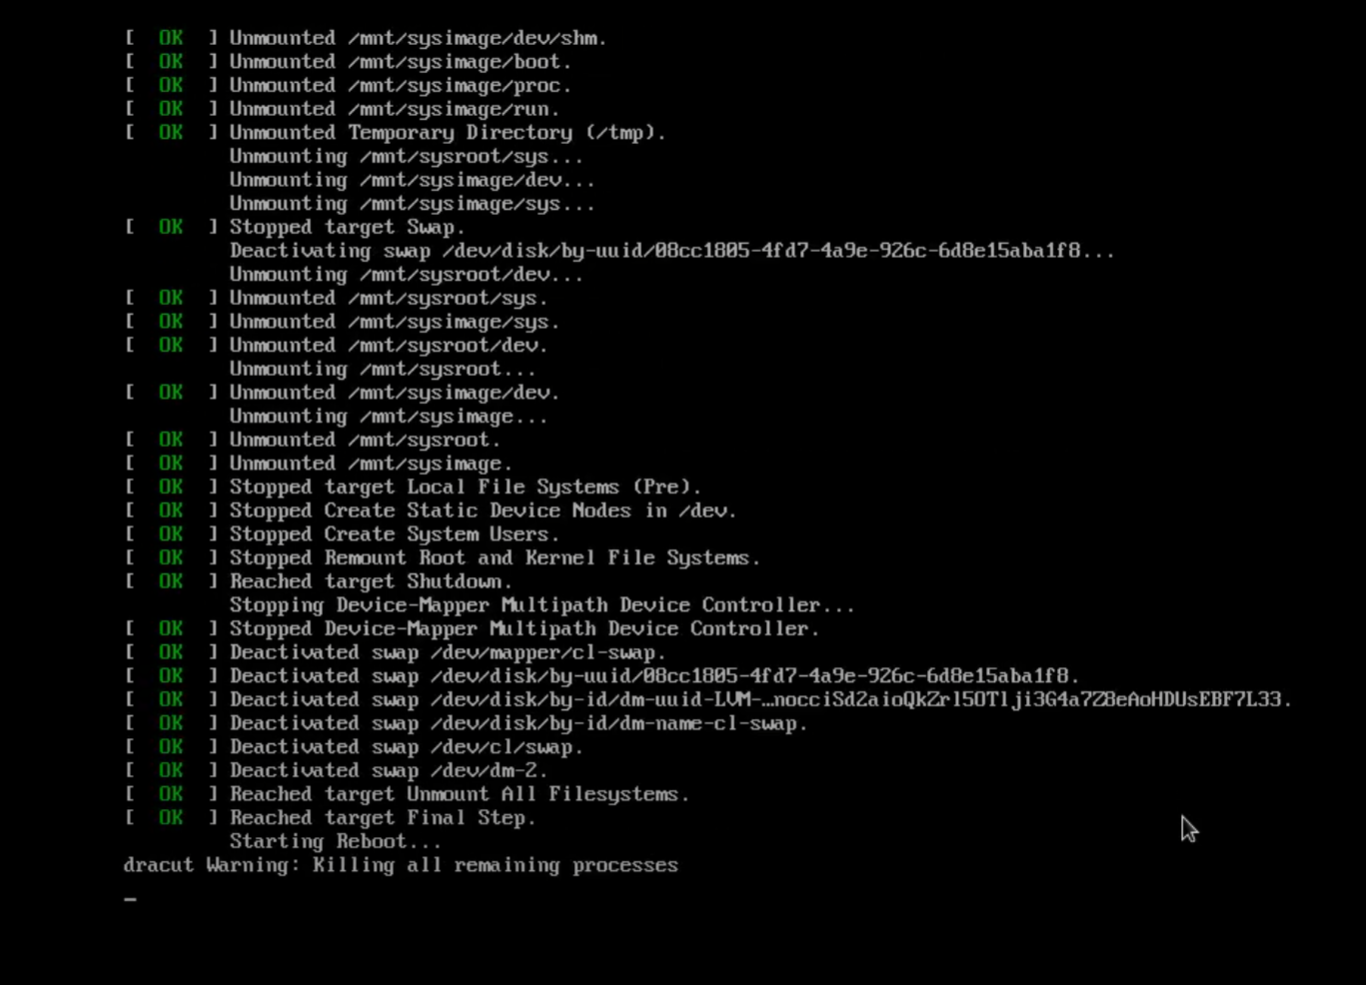 [  OK  ] Unmounted /mnt/sysimage/dev/shm.
[  OK  ] Unmounted /mnt/sysimage/boot.
[  OK  ] Unmounted /mnt/sysimage/proc.
[  OK  ] Unmounted /mnt/sysimage/run.
[  OK  ] Unmounted Temporary Directory (/tmp).
Unmounting /mnt/sysroot/sys...
Unmounting /mnt/sysimage/dev...
Unmounting /mnt/sysimage/sys...
[  OK  ] Stopped target Swap.
Deactivating swap /dev/disk/by-uuid/08cc1805-4fd7-4a9e-926c-6d8e15aba1f8...
Unmounting /mnt/sysroot/dev...
[  OK  ] Unmounted /mnt/sysroot/sys.
[  OK  ] Unmounted /mnt/sysimage/sys.
[  OK  ] Unmounted /mnt/sysroot/dev.
Unmounting /mnt/sysroot...
[  OK  ] Unmounted /mnt/sysimage/dev.
Unmounting /mnt/sysimage...
[  OK  ] Unmounted /mnt/sysroot.
[  OK  ] Unmounted /mnt/sysimage.
[  OK  ] Stopped target Local File Systems (Pre).
[  OK  ] Stopped Create Static Device Nodes in /dev.
[  OK  ] Stopped Create System Users.
[  OK  ] Stopped Remount Root and Kernel File Systems.
[  OK  ] Reached target Shutdown.
Stopping Device-Mapper Multipath Device Controller...
[  OK  ] Stopped Device-Mapper Multipath Device Controller.
[  OK  ] Deactivated swap /dev/mapper/cl-swap.
[  OK  ] Deactivated swap /dev/disk/by-uuid/08cc1805-4fd7-4a9e-926c-6d8e15aba1f8.
[  OK  ] Deactivated swap /dev/disk/by-id/dm-uuid-LVM-…nocciSd2aioQkZrl5OTlji3G4a7Z8eAoHDUsEBF7L33.
[  OK  ] Deactivated swap /dev/disk/by-id/dm-name-cl-swap.
[  OK  ] Deactivated swap /dev/cl/swap.
[  OK  ] Deactivated swap /dev/dm-2.
[  OK  ] Reached target Unmount All Filesystems.
[  OK  ] Reached target Final Step.
Starting Reboot...
dracut Warning: Killing all remaining processes
_